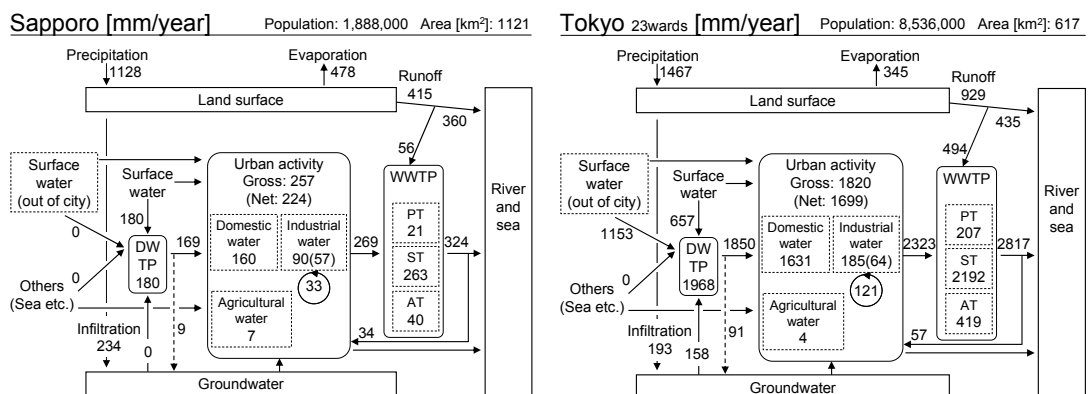 Sapporo [mm/year] Population: 1,888,000 Area [km²]: 1121
Precipitation
1128
Evaporation
478
Runoff
415
360
Land surface
56
Surface
water
(out of city)
0
Surface
water
180
DW
TP
180
169
Urban activity
Gross: 257
(Net: 224)
Domestic
water
160
Industrial
water
90(57)
33
Agricultural
water
7
269
WWTP
PT
21
ST
263
AT
40
324
River
and
sea
0
Others
(Sea etc.)
Infiltration
234
0
9
34
Groundwater
Tokyo 23wards [mm/year] Population: 8,536,000 Area [km²]: 617
Precipitation
1467
Evaporation
345
Runoff
929
435
Land surface
494
Surface
water
(out of city)
1153
Surface
water
657
DW
TP
1968
1850
Urban activity
Gross: 1820
(Net: 1699)
Domestic
water
1631
Industrial
water
185(64)
121
Agricultural
water
4
2323
WWTP
PT
207
ST
2192
AT
419
2817
River
and
sea
0
Others
(Sea etc.)
Infiltration
193
158
91
57
Groundwater